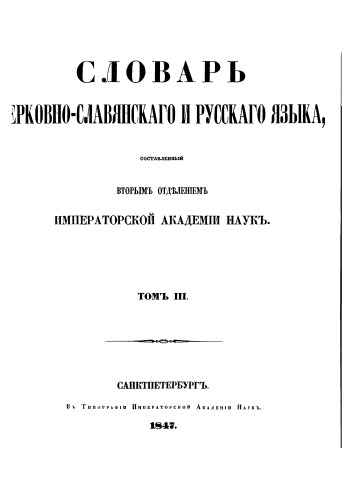 СЛОВАРЬ
ЕРКОВНО-СЛАВЯНСКАГО И РУССКАГО ЯЗЫКА,
СОСТАВЛЕННЫЙ
ВТОРЫМЪ ОТДѢЛЕНІЕМЪ
ИМПЕРАТОРСКОЙ АКАДЕМІИ НАУКЪ.
ТОМЪ III.
САНКТПЕТЕРБУРГЪ.
Въ Типографіи Императорской Академіи Наукъ.
1847.